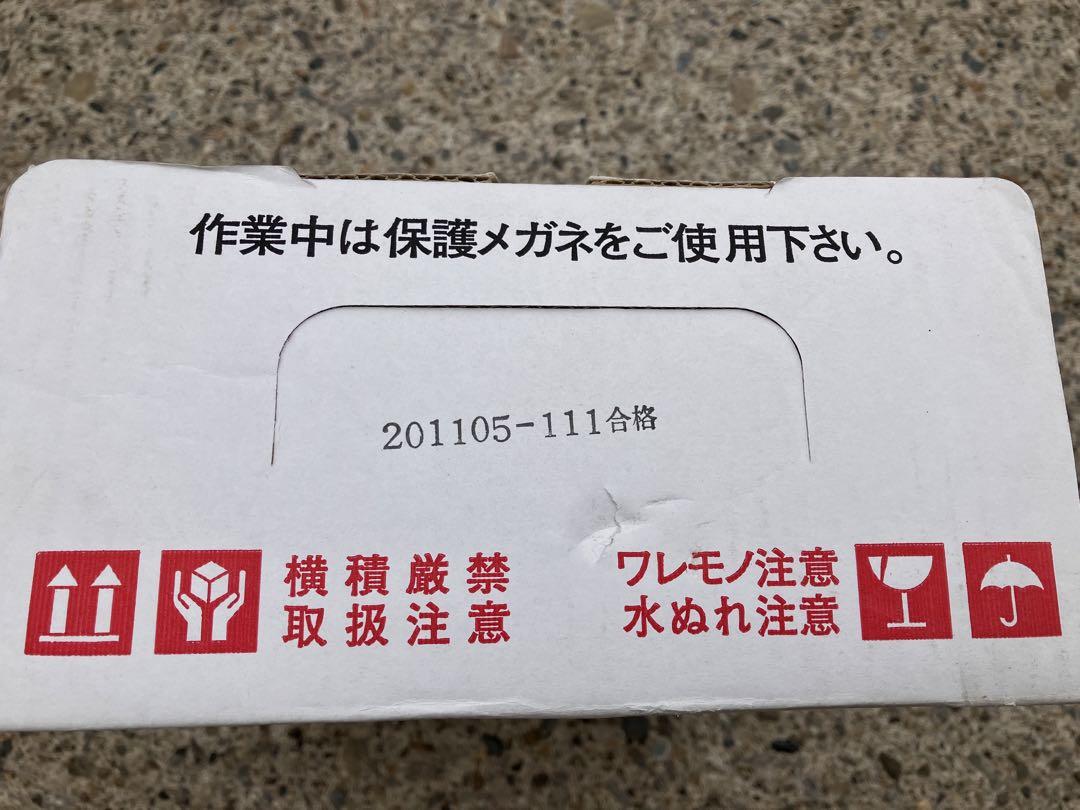 作業中は保護メガネをご使用下さい。
201105-111合格
横積厳禁
取扱注意
ワレモノ注意
水ぬれ注意